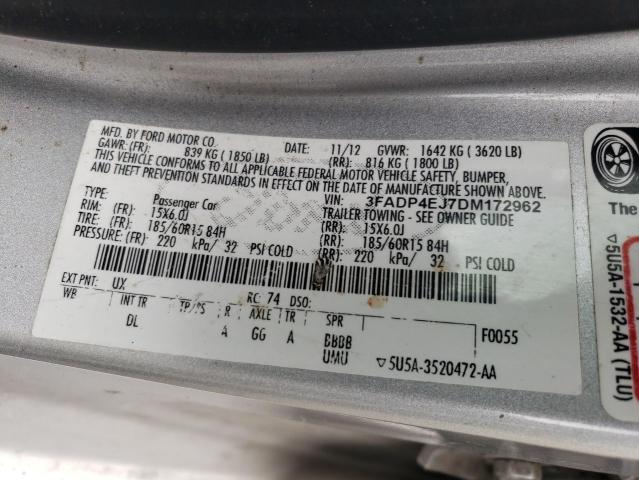 MFD. BY FORD MOTOR CO.
DATE: 11/12 GVWR: 1642 KG ( 3620 LB)
GAWR: (FR): 839 KG ( 1850 LB) (RR): 816 KG ( 1800 LB)
THIS VEHICLE CONFORMS TO ALL APPLICABLE FEDERAL MOTOR VEHICLE SAFETY, BUMPER,
AND THEFT PREVENTION STANDARDS IN EFFECT ON THE DATE OF MANUFACTURE SHOWN ABOVE.
VIN: 3FADP4EJ7DM172962
TYPE: Passenger Car TRAILER TOWING - SEE OWNER GUIDE
RIM: (FR): 15X6.0J (RR): 15X6.0J
TIRE: (FR): 185/60R15 84H (RR): 185/60R15 84H
PRESSURE: (FR): 220 kPa/ 32 PSI COLD (RR): 220 kPa/ 32 PSI COLD
EXT PNT: UX RC: 74 DSO:
WB INT TR TP/PS R AXLE TR SPR F0055
DL A GG A BBBB
UMU ▽5U5A-3520472-AA
The
▽5U5A-1532-AA (TLU)